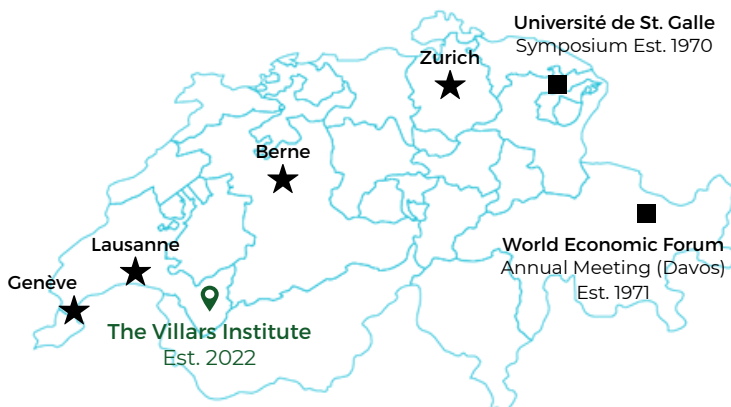 Université de St. Galle
Symposium Est. 1970
Zurich
Berne
Lausanne
World Economic Forum
Annual Meeting (Davos)
Est. 1971
Genève
The Villars Institute
Est. 2022